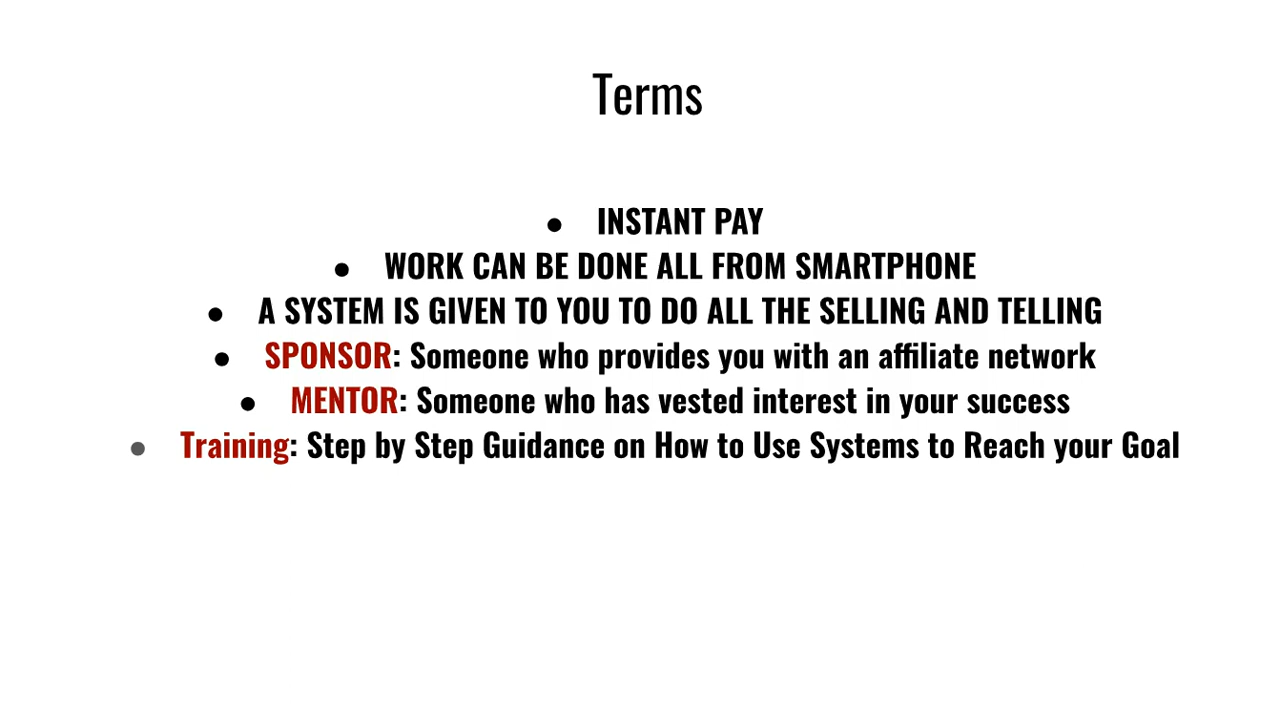 Terms
● INSTANT PAY
● WORK CAN BE DONE ALL FROM SMARTPHONE
● A SYSTEM IS GIVEN TO YOU TO DO ALL THE SELLING AND TELLING
● SPONSOR: Someone who provides you with an affiliate network
● MENTOR: Someone who has vested interest in your success
● Training: Step by Step Guidance on How to Use Systems to Reach your Goal